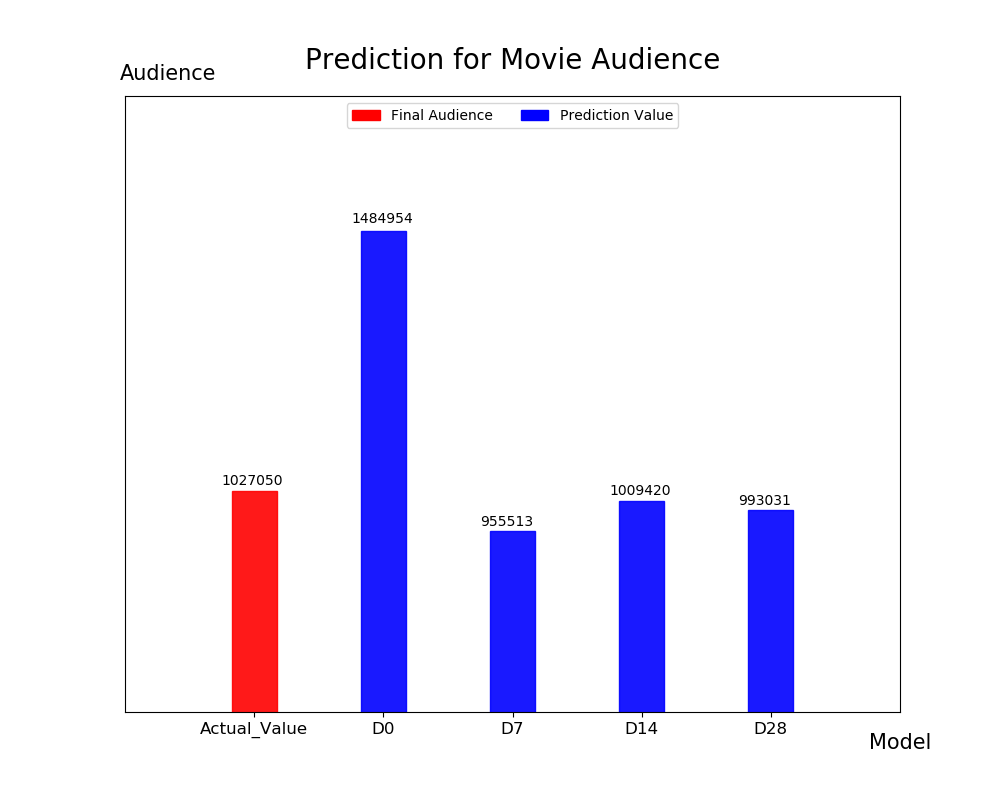 Prediction for Movie Audience
Audience
Final Audience Prediction Value
1484954
1027050
955513
1009420
993031
Actual_Value D0 D7 D14 D28
Model